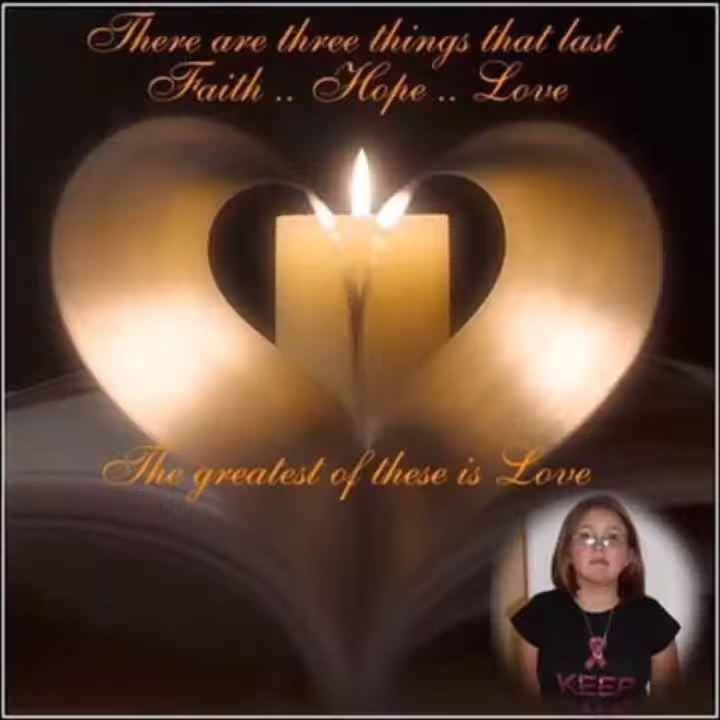 There are three things that last
Faith .. Hope .. Love
The greatest of these is Love
KEEP